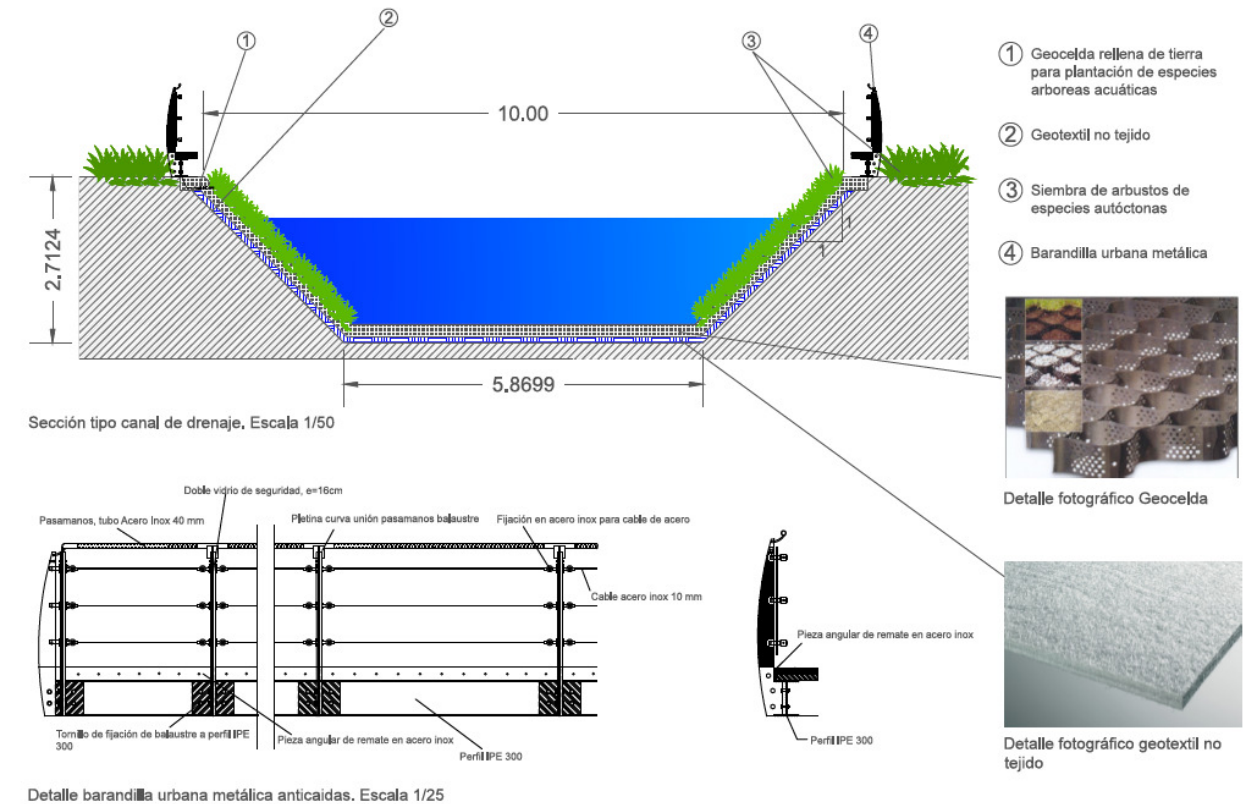 1
2
3
4
10.00
2.7124
1
1
5.8699
Sección tipo canal de drenaje. Escala 1/50
1 Geocelda rellena de tierra
para plantación de especies
arboreas acuáticas
2 Geotextil no tejido
3 Siembra de arbustos de
especies autóctonas
4 Barandilla urbana metálica
Detalle fotográfico Geocelda
Detalle fotográfico geotextil no
tejido
Doble vidrio de seguridad, e=16cm
Pasamanos, tubo Acero Inox 40 mm
Pletina curva unión pasamanos balaustre
Fijación en acero inox para cable de acero
Cable acero inox 10 mm
Tornillo de fijación de balaustre a perfil IPE
300
Pieza angular de remate en acero inox
Perfil IPE 300
Pieza angular de remate en acero inox
Perfil IPE 300
Detalle barandilla urbana metálica anticaidas. Escala 1/25